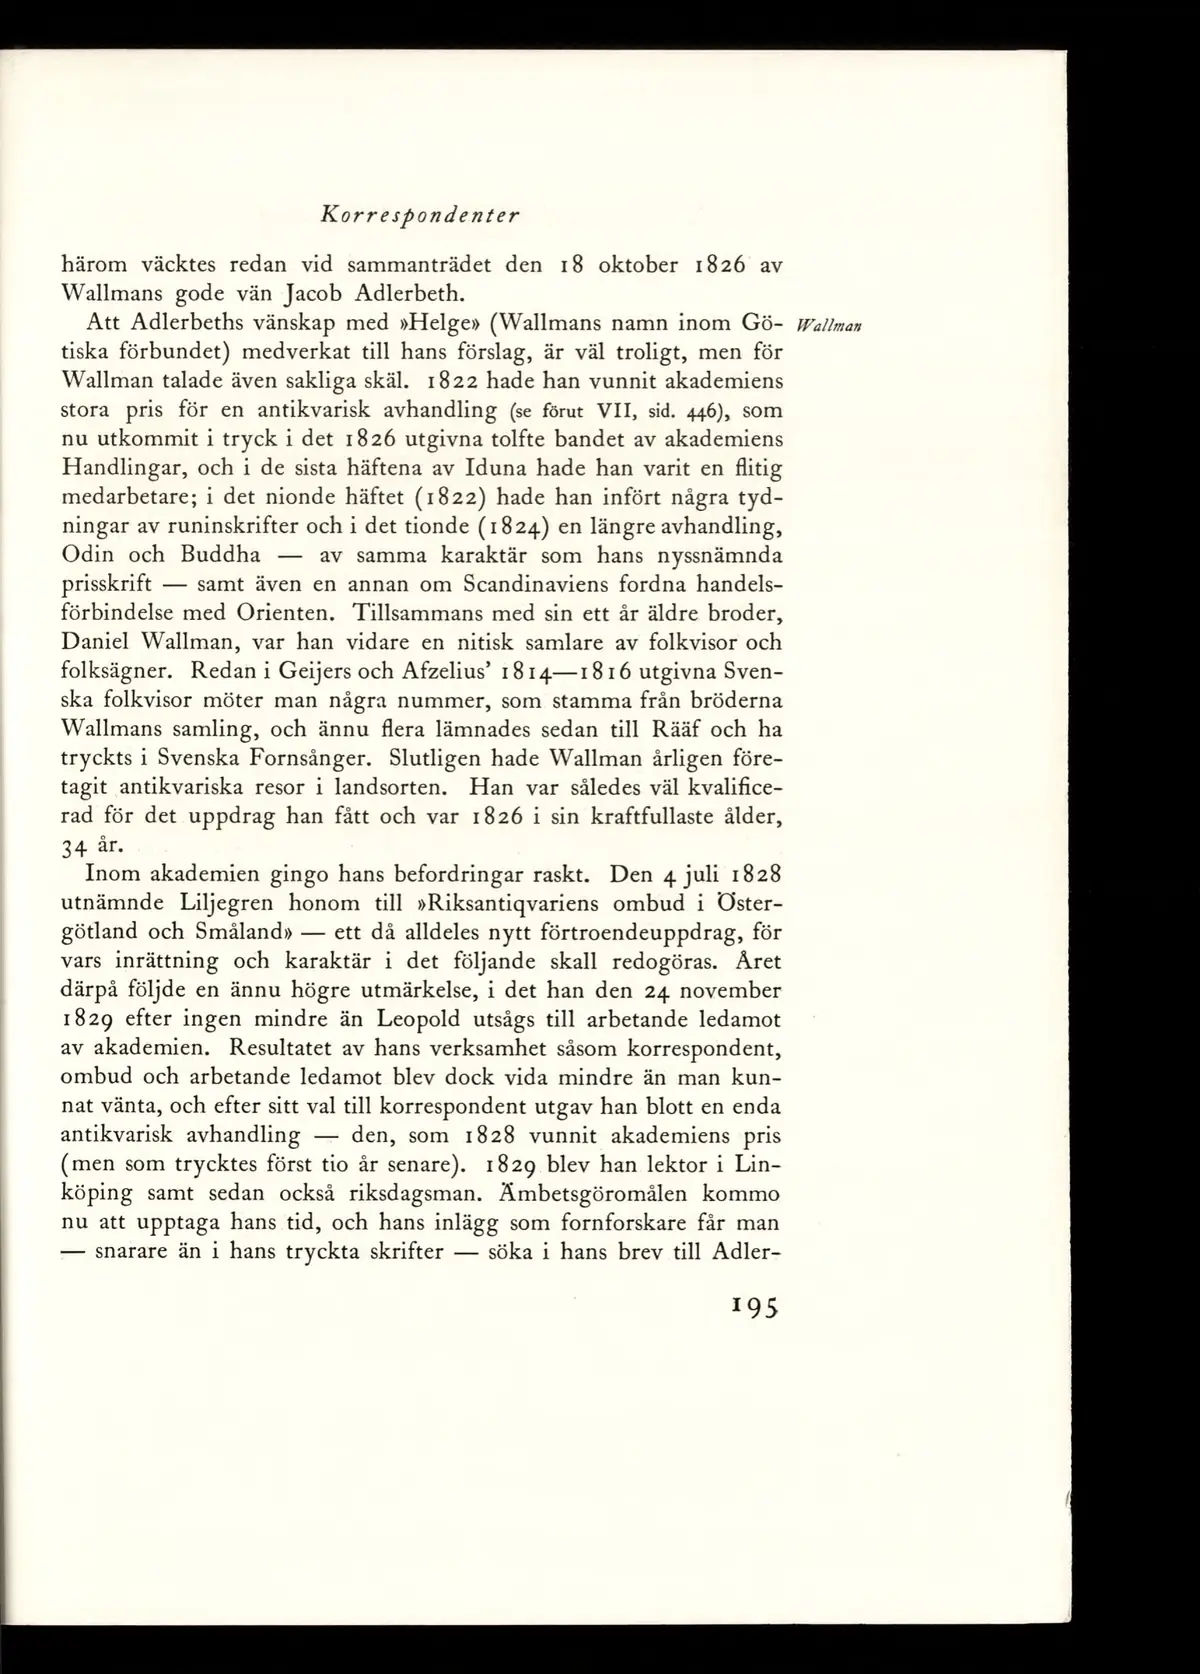 Korrespondenter
härom väcktes redan vid sammanträdet den 18 oktober 1826 av
Wallmans gode vän Jacob Adlerbeth.
Att Adlerbeths vänskap med »Helge» (Wallmans namn inom Gö-
Wallman
tiska förbundet) medverkat till hans förslag, är väl troligt, men för
Wallman talade även sakliga skäl. 1822 hade han vunnit akademiens
stora pris för en antikvarisk avhandling (se förut VII, sid. 446), som
nu utkommit i tryck i det 1826 utgivna tolfte bandet av akademiens
Handlingar, och i de sista häftena av Iduna hade han varit en flitig
medarbetare; i det nionde häftet (1822) hade han infört några tyd-
ningar av runinskrifter och i det tionde (1824) en längre avhandling,
Odin och Buddha — av samma karaktär som hans nyssnämnda
prisskrift — samt även en annan om Scandinaviens fordna handels-
förbindelse med Orienten. Tillsammans med sin ett år äldre broder,
Daniel Wallman, var han vidare en nitisk samlare av folkvisor och
folksägner. Redan i Geijers och Afzelius' 1814—1816 utgivna Sven-
ska folkvisor möter man några nummer, som stamma från bröderna
Wallmans samling, och ännu flera lämnades sedan till Rääf och ha
tryckts i Svenska Fornsånger. Slutligen hade Wallman årligen före-
tagit antikvariska resor i landsorten. Han var således väl kvalifice-
rad för det uppdrag han fått och var 1826 i sin kraftfullaste ålder,
34 år.
Inom akademien gingo hans befordringar raskt. Den 4 juli 1828
utnämnde Liljegren honom till »Riksantiqvariens ombud i Öster-
götland och Småland» — ett då alldeles nytt förtroendeuppdrag, för
vars inrättning och karaktär i det följande skall redogöras. Året
därpå följde en ännu högre utmärkelse, i det han den 24 november
1829 efter ingen mindre än Leopold utsågs till arbetande ledamot
av akademien. Resultatet av hans verksamhet såsom korrespondent,
ombud och arbetande ledamot blev dock vida mindre än man kun-
nat vänta, och efter sitt val till korrespondent utgav han blott en enda
antikvarisk avhandling — den, som 1828 vunnit akademiens pris
(men som trycktes först tio år senare). 1829 blev han lektor i Lin-
köping samt sedan också riksdagsman. Ämbetsgöromålen kommo
nu att upptaga hans tid, och hans inlägg som fornforskare får man
— snarare än i hans tryckta skrifter — söka i hans brev till Adler-
195